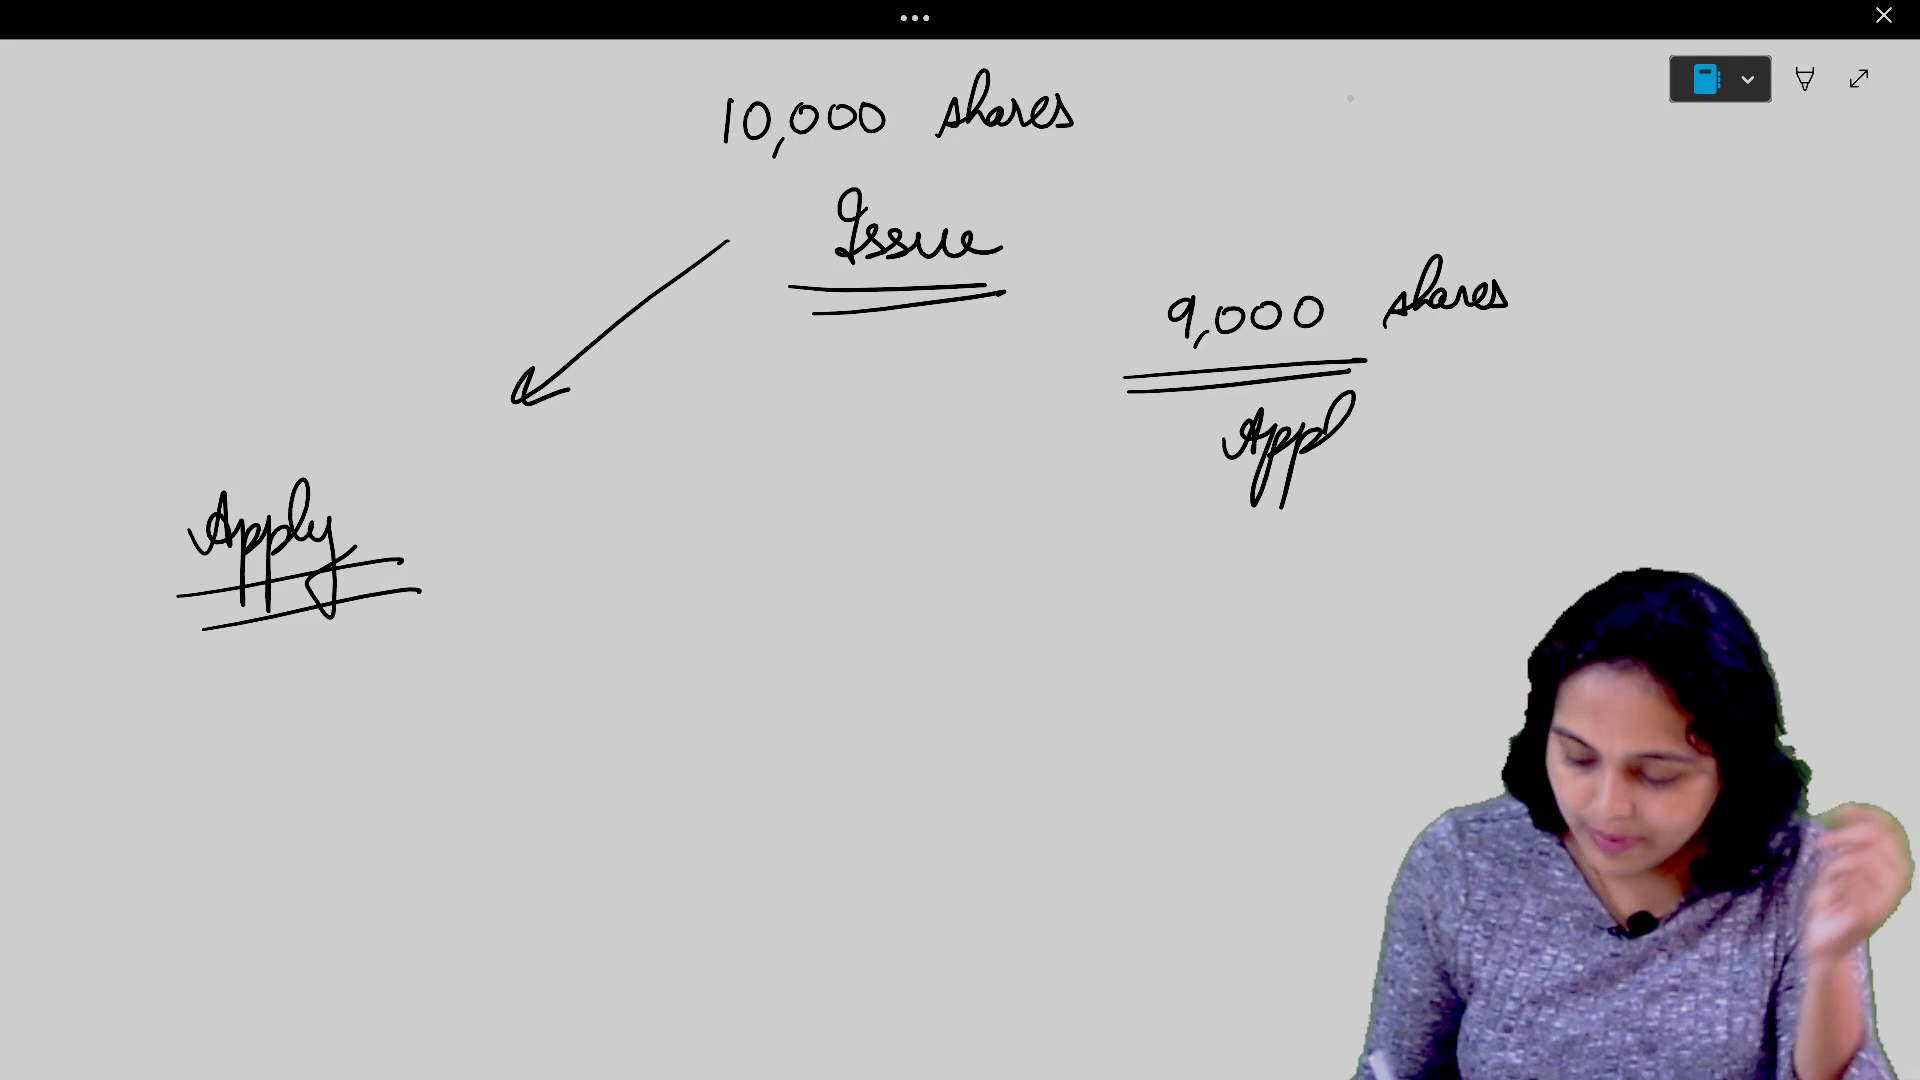 10,000 shares
Issue
9,000 shares
Appl
Apply